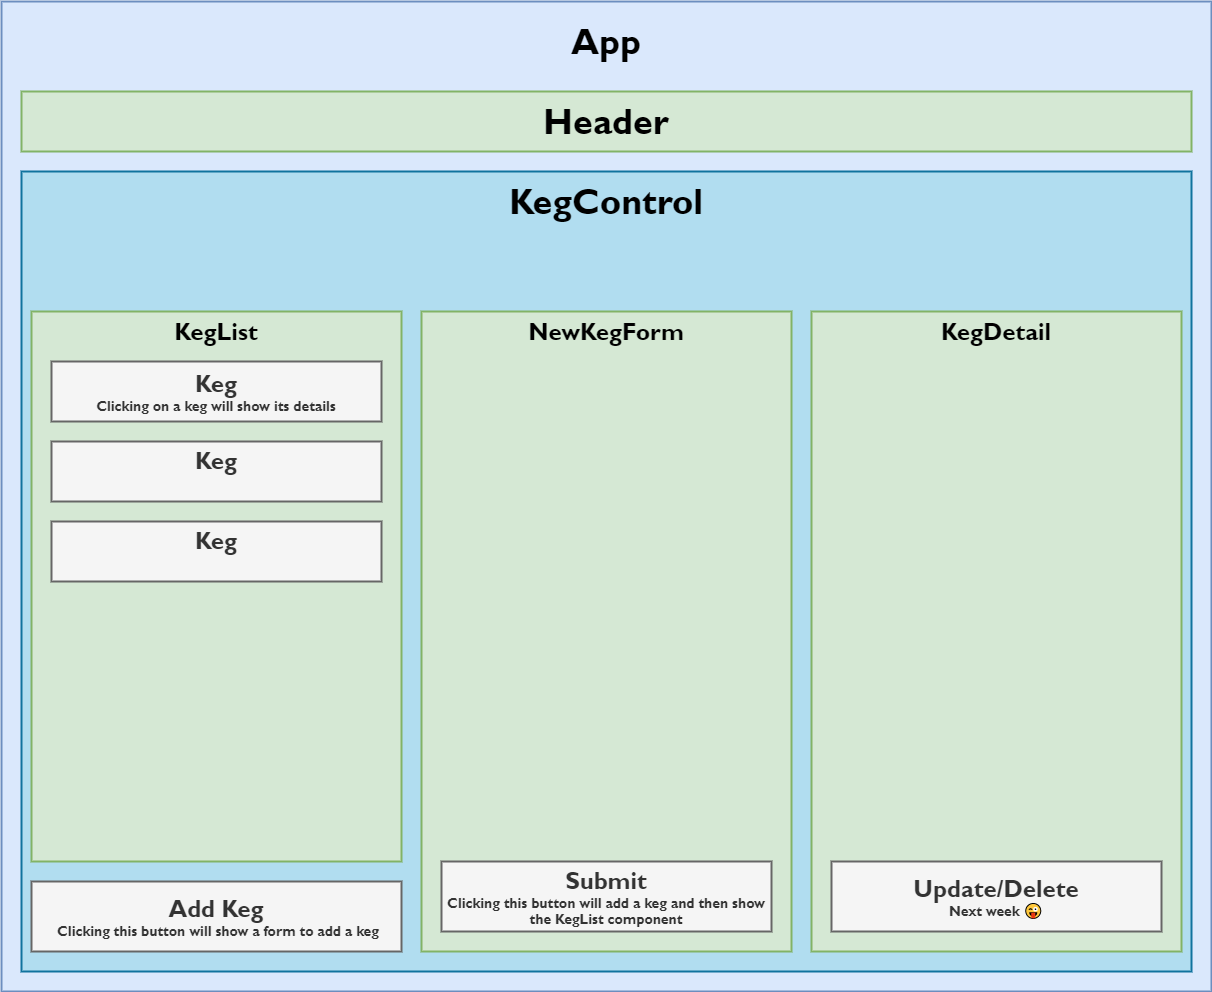 App
Header
KegControl
KegList
Keg
Clicking on a keg will show its details
Keg
Keg
Add Keg
Clicking this button will show a form to add a keg
NewKegForm
Submit
Clicking this button will add a keg and then show
the KegList component
KegDetail
Update/Delete
Next week 😜